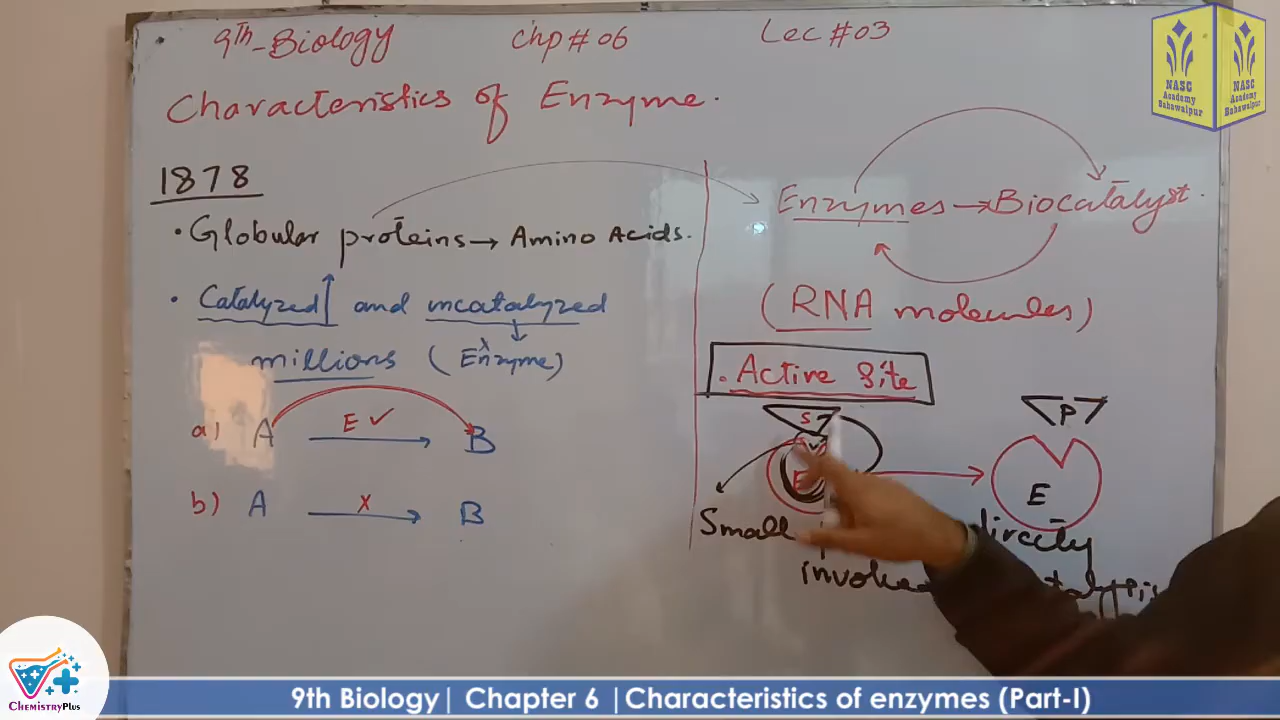 9th-Biology Chp#06 Lec#03
Characteristics of Enzyme.
1878
• Globular proteins → Amino Acids.
• Catalyzed and uncatalyzed
millions (Enzyme)
a) A E ✓ B
b) A x B
Enzymes → Biocatalyst.
(RNA molecules)
. Active Site
S
E
P
E
Small
directly
NASC
Academy
Bahawalpur
NASC
Academy
Bahawalpur
ChemistryPlus
9th Biology| Chapter 6 |Characteristics of enzymes (Part-I)